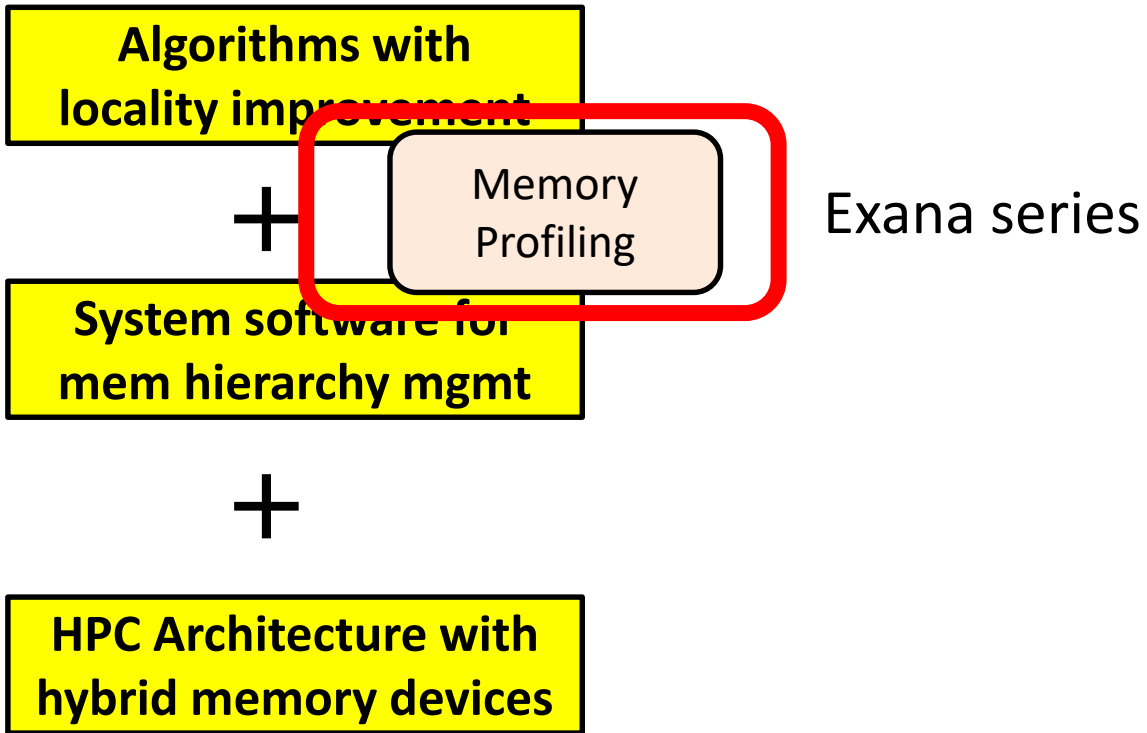 Algorithms with
locality improvement
+
Memory
Profiling
Exana series
System software for
mem hierarchy mgmt
+
HPC Architecture with
hybrid memory devices